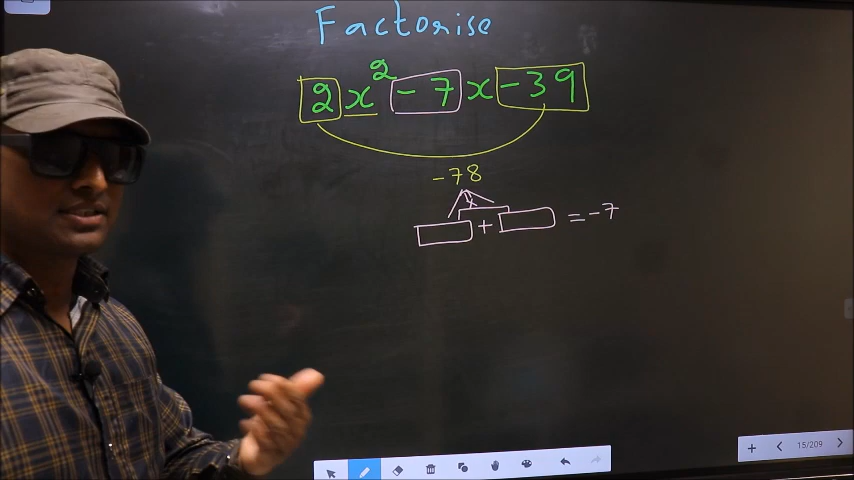 Factorise
2x² - 7x - 39
-78
x
+ = -7
15/209